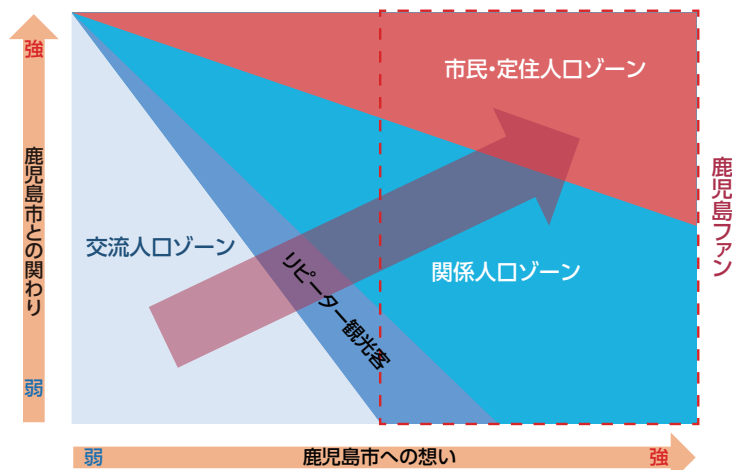 強
鹿児島市との関わり
弱
市民・定住人口ゾーン
交流人口ゾーン
リピーター観光客
関係人口ゾーン
鹿児島ファン
弱
鹿児島市への想い
強